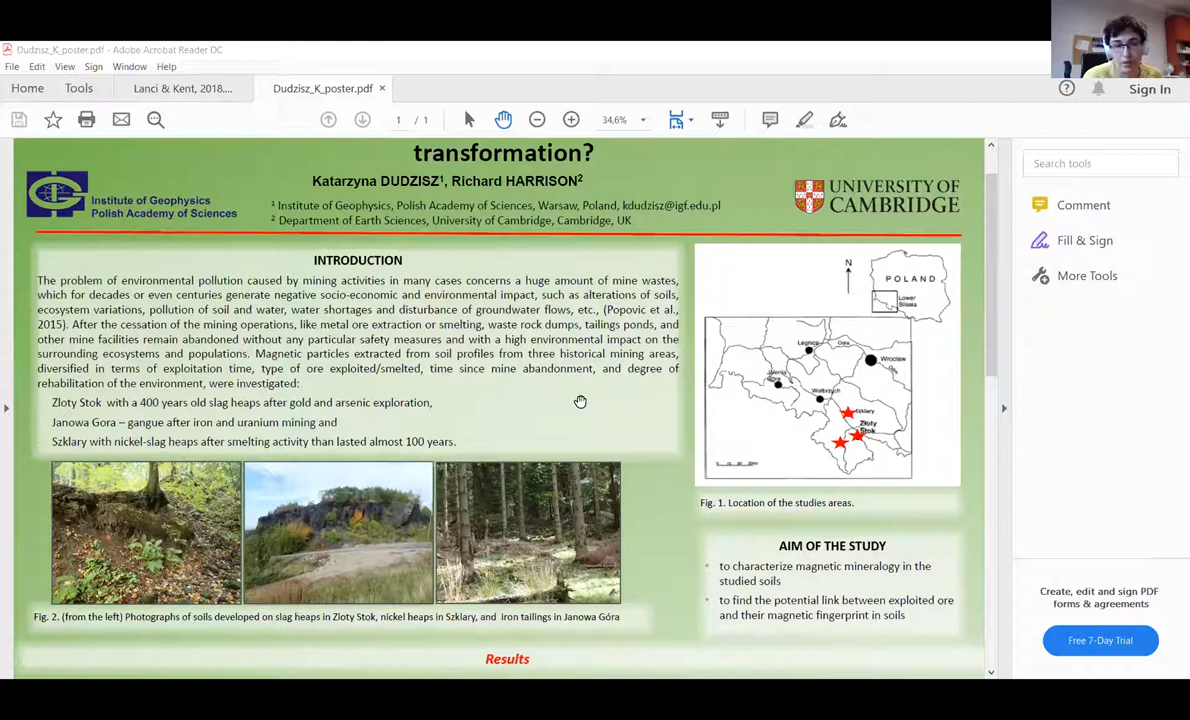 Dudzisz_K_poster.pdf - Adobe Acrobat Reader DC
File Edit View Sign Window Help
Home Tools Lanci & Kent, 2018.... Dudzisz_K_poster.pdf ×
Sign In
1 / 1 34,6%
transformation?
Katarzyna DUDZISZ¹, Richard HARRISON²
Institute of Geophysics
Polish Academy of Sciences
¹ Institute of Geophysics, Polish Academy of Sciences, Warsaw, Poland, kdudzisz@igf.edu.pl
² Department of Earth Sciences, University of Cambridge, Cambridge, UK
UNIVERSITY OF
CAMBRIDGE
INTRODUCTION
The problem of environmental pollution caused by mining activities in many cases concerns a huge amount of mine wastes,
which for decades or even centuries generate negative socio-economic and environmental impact, such as alterations of soils,
ecosystem variations, pollution of soil and water, water shortages and disturbance of groundwater flows, etc., (Popovic et al.,
2015). After the cessation of the mining operations, like metal ore extraction or smelting, waste rock dumps, tailings ponds, and
other mine facilities remain abandoned without any particular safety measures and with a high environmental impact on the
surrounding ecosystems and populations. Magnetic particles extracted from soil profiles from three historical mining areas,
diversified in terms of exploitation time, type of ore exploited/smelted, time since mine abandonment, and degree of
rehabilitation of the environment, were investigated:
Zloty Stok with a 400 years old slag heaps after gold and arsenic exploration,
Janowa Gora – gangue after iron and uranium mining and
Szklary with nickel-slag heaps after smelting activity than lasted almost 100 years.
Fig. 2. (from the left) Photographs of soils developed on slag heaps in Zloty Stok, nickel heaps in Szklary, and iron tailings in Janowa Góra
N
POLAND
Lower
Silesia
Legnica
Wrocław
Jelenia
Góra
Wałbrzych
Szklary
Złoty
Stok
Fig. 1. Location of the studies areas.
AIM OF THE STUDY
• to characterize magnetic mineralogy in the
studied soils
• to find the potential link between exploited ore
and their magnetic fingerprint in soils
Results
Search tools
Comment
Fill & Sign
More Tools
Create, edit and sign PDF
forms & agreements
Free 7-Day Trial